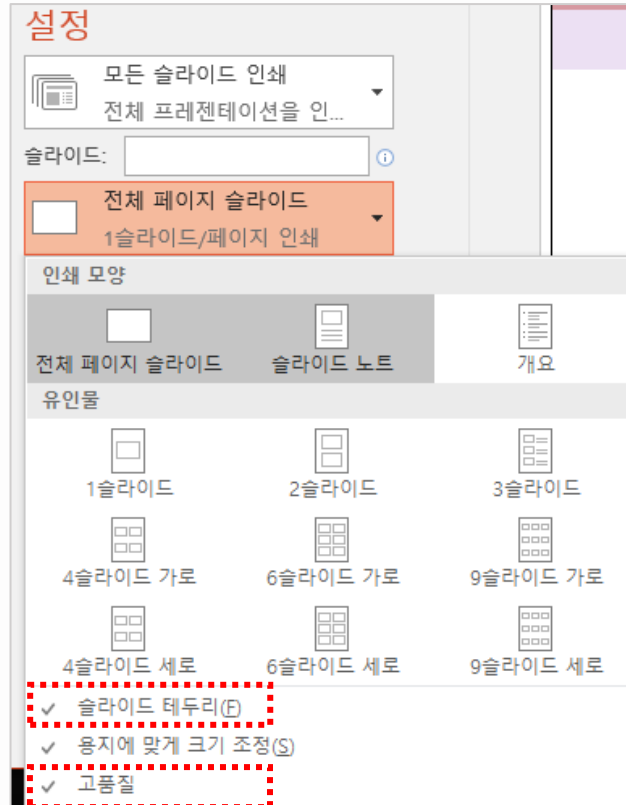 설정
모든 슬라이드 인쇄
전체 프레젠테이션을 인...
슬라이드:
전체 페이지 슬라이드
1슬라이드/페이지 인쇄
인쇄 모양
전체 페이지 슬라이드 슬라이드 노트 개요
유인물
1슬라이드 2슬라이드 3슬라이드
4슬라이드 가로 6슬라이드 가로 9슬라이드 가로
4슬라이드 세로 6슬라이드 세로 9슬라이드 세로
슬라이드 테두리(F)
용지에 맞게 크기 조정(S)
고품질